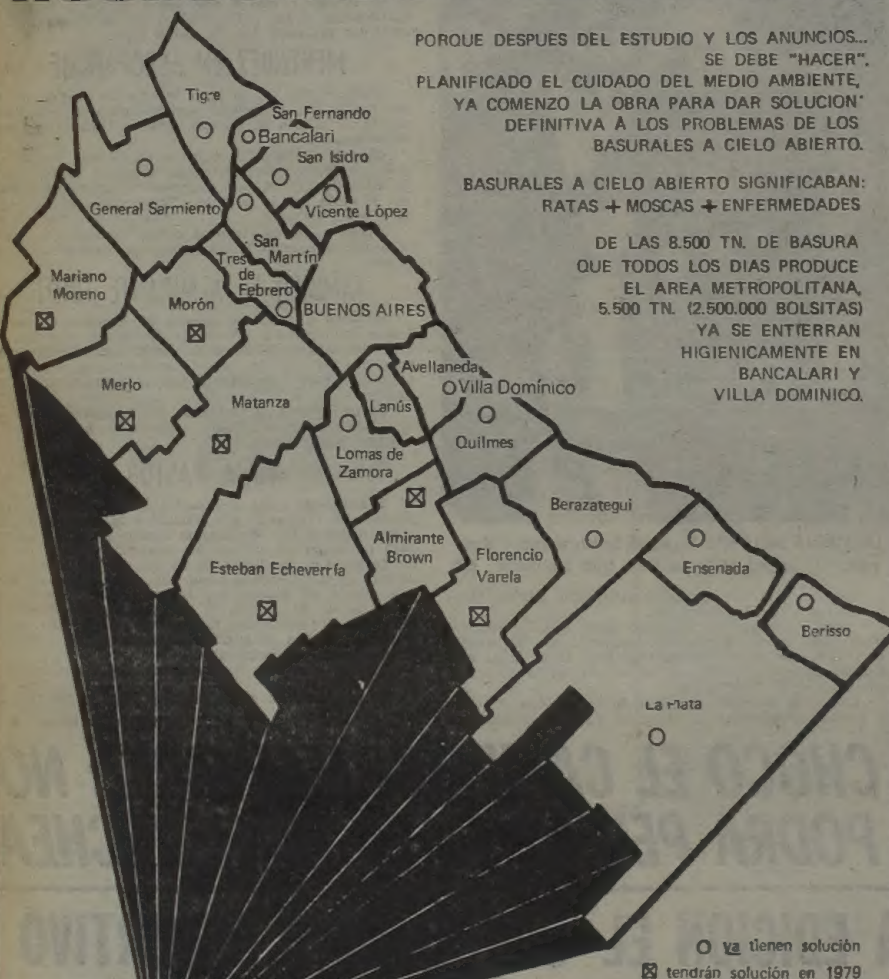 PORQUE DESPUES DEL ESTUDIO Y LOS ANUNCIOS...
SE DEBE "HACER".
PLANIFICADO EL CUIDADO DEL MEDIO AMBIENTE,
YA COMENZO LA OBRA PARA DAR SOLUCION
DEFINITIVA A LOS PROBLEMAS DE LOS
BASURALES A CIELO ABIERTO.
BASURALES A CIELO ABIERTO SIGNIFICABAN:
RATAS + MOSCAS + ENFERMEDADES
DE LAS 8.500 TN. DE BASURA
QUE TODOS LOS DIAS PRODUCE
EL AREA METROPOLITANA,
5.500 TN. (2.500.000 BOLSITAS)
YA SE ENTIERRAN
HIGIENICAMENTE EN
BANCALARI Y
VILLA DOMINICO.
Tigre
San Fernando
Bancalari
San Isidro
General Sarmiento
Vicente López
San
Martín
Tres
de
Febrero
Mariano
Moreno
Morón
BUENOS AIRES
Merlo
Matanza
Avellaneda
Villa Domínico
Lanús
Quilmes
Lomas de
Zamora
Berazategui
Almirante
Brown
Florencio
Varela
Esteban Echeverría
Ensenada
Berisso
La Plata
ya tienen solución
tendrán solución en 1979